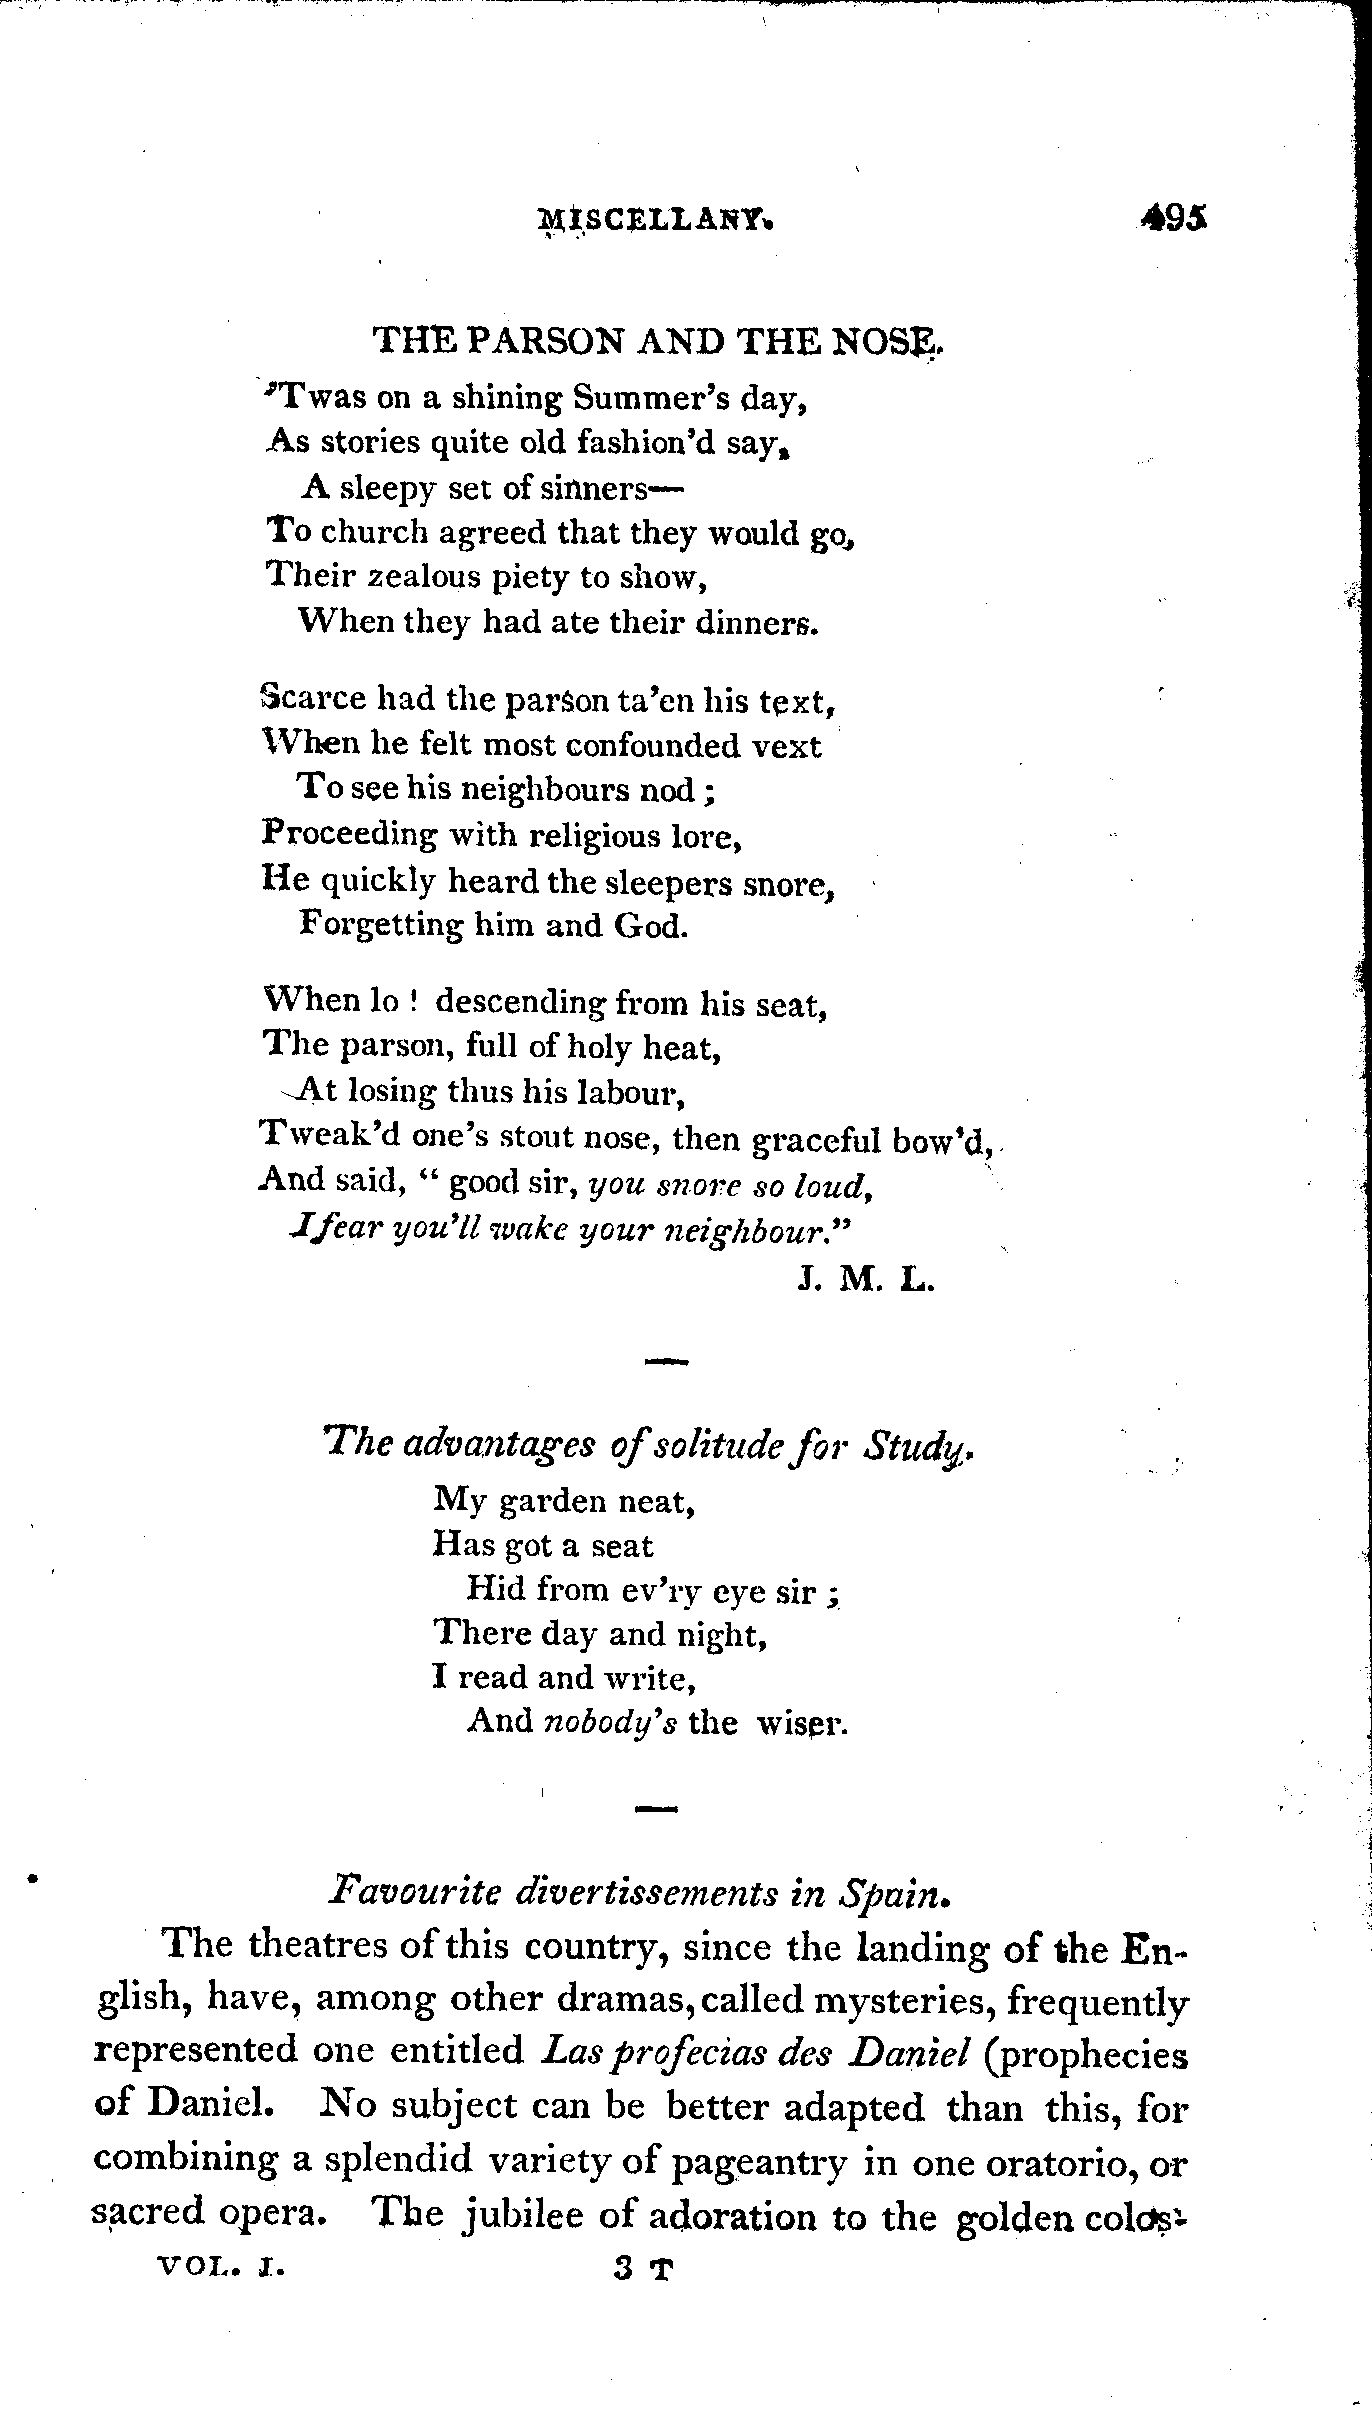 MISCELLANY. 495
THE PARSON AND THE NOSE.
'Twas on a shining Summer's day,
As stories quite old fashion'd say,
A sleepy set of sinners—
To church agreed that they would go,
Their zealous piety to show,
When they had ate their dinners.
Scarce had the parson ta'en his text,
When he felt most confounded vext
To see his neighbours nod ;
Proceeding with religious lore,
He quickly heard the sleepers snore,
Forgetting him and God.
When lo ! descending from his seat,
The parson, full of holy heat,
At losing thus his labour,
Tweak'd one's stout nose, then graceful bow'd,
And said, “ good sir, you snore so loud,
I fear you'll wake your neighbour.”
J. M. L.
—
The advantages of solitude for Study.
My garden neat,
Has got a seat
Hid from ev'ry eye sir ;
There day and night,
I read and write,
And nobody's the wiser.
—
Favourite divertissements in Spain.
The theatres of this country, since the landing of the En-
glish, have, among other dramas, called mysteries, frequently
represented one entitled Las profecias des Daniel (prophecies
of Daniel. No subject can be better adapted than this, for
combining a splendid variety of pageantry in one oratorio, or
sacred opera. The jubilee of adoration to the golden colos-
VOL. I. 3 T